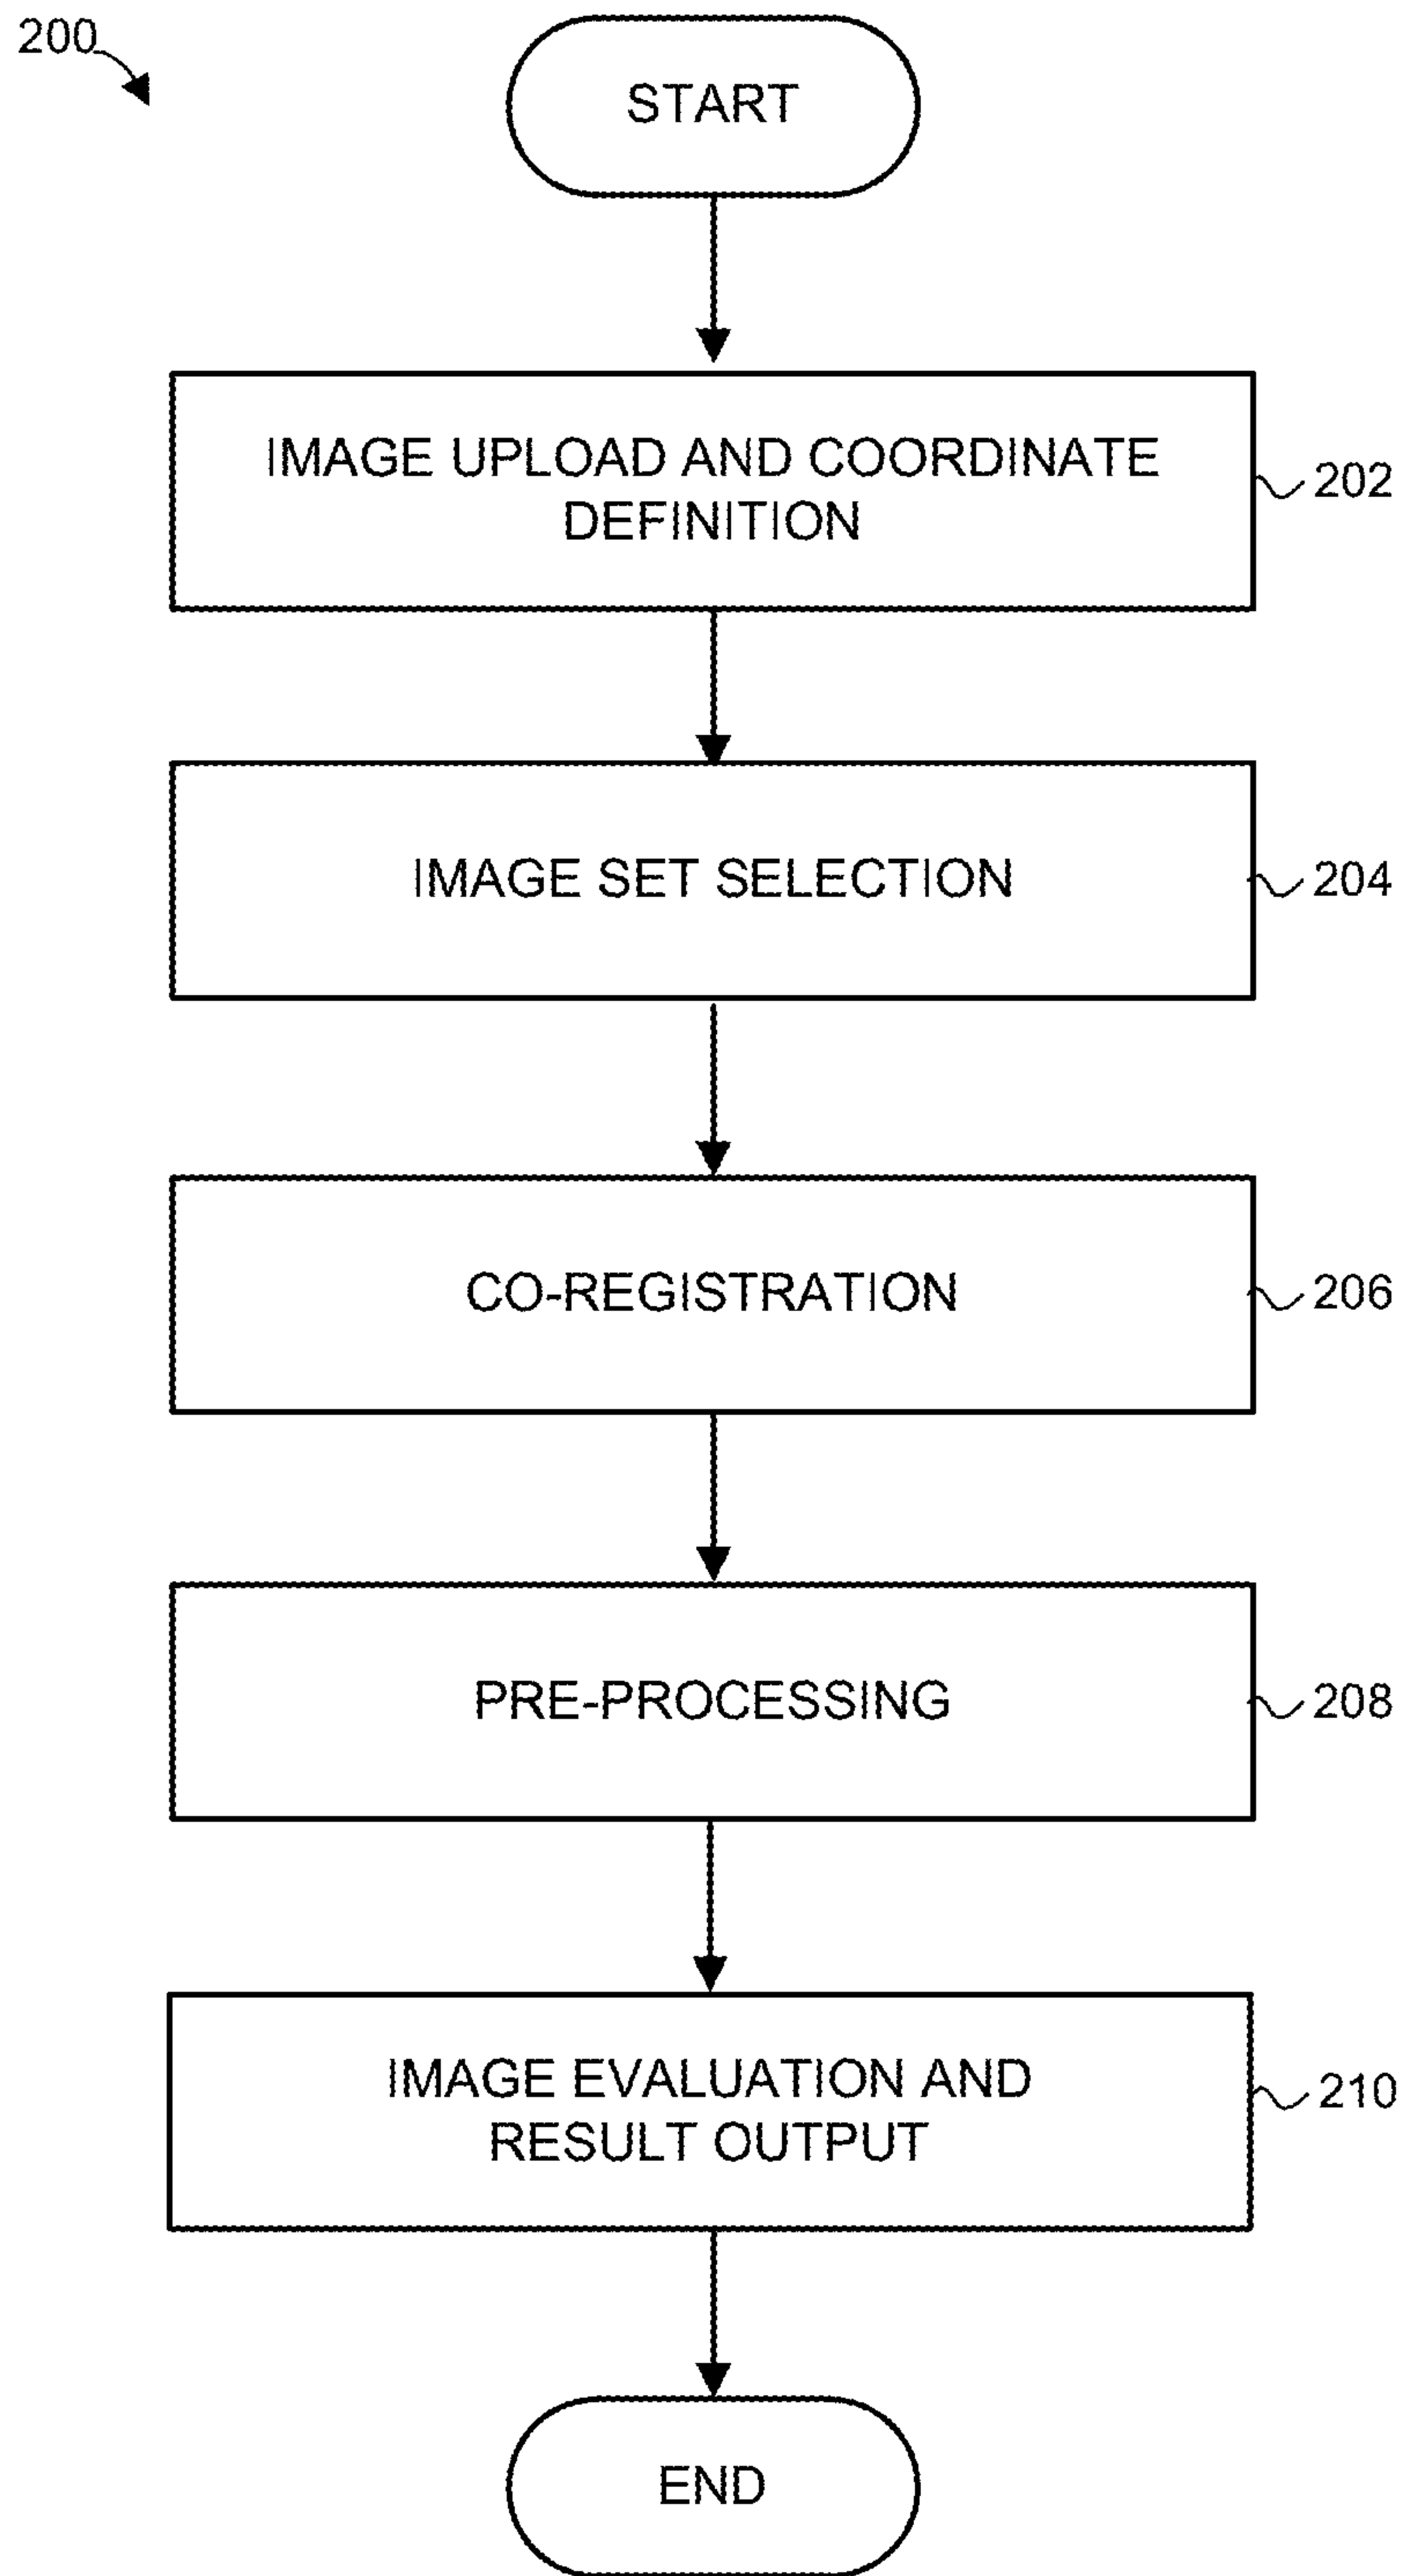 200
START
IMAGE UPLOAD AND COORDINATE
DEFINITION
202
IMAGE SET SELECTION
204
CO-REGISTRATION
206
PRE-PROCESSING
208
IMAGE EVALUATION AND
RESULT OUTPUT
210
END